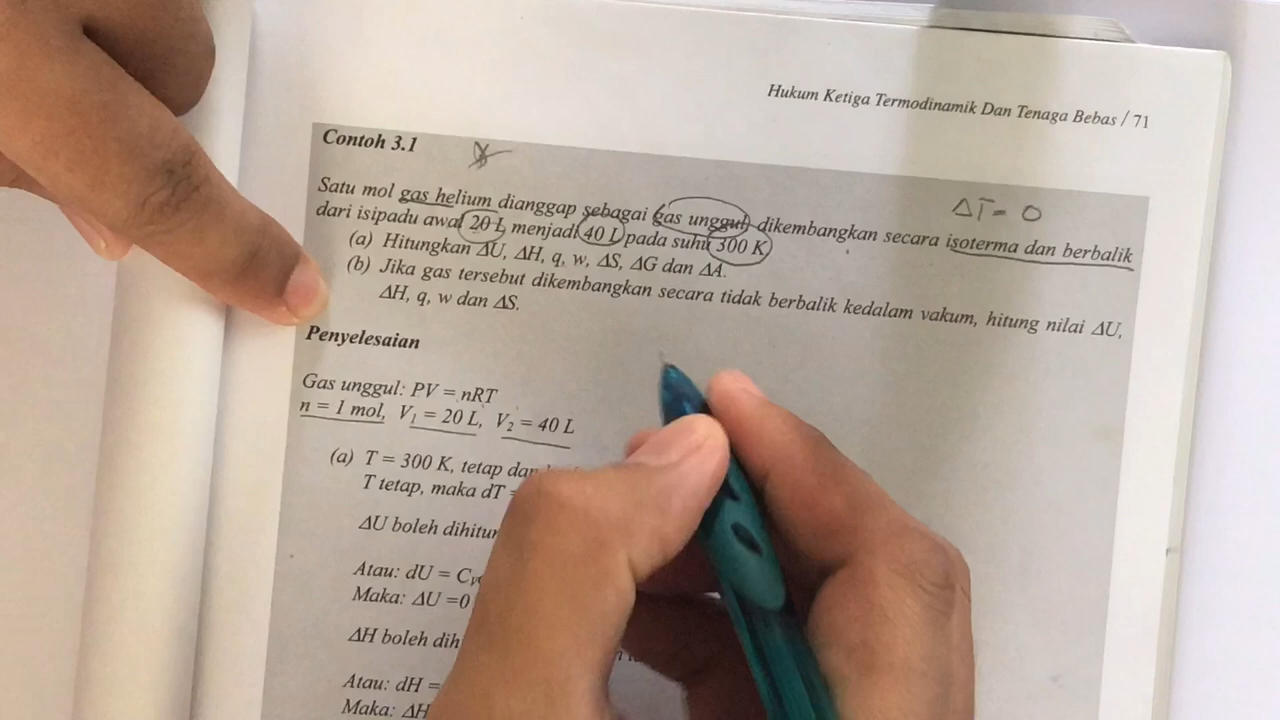 Hukum Ketiga Termodinamik Dan Tenaga Bebas / 71
Contoh 3.1
ΔT = 0
Satu mol gas helium dianggap sebagai gas unggul dikembangkan secara isoterma dan berbalik
dari isipadu awal 20 L menjadi 40 L pada suhu 300 K.
(a) Hitungkan ΔU, ΔH, q, w, ΔS, ΔG dan ΔA.
(b) Jika gas tersebut dikembangkan secara tidak berbalik kedalam vakum, hitung nilai ΔU,
ΔH, q, w dan ΔS.
Penyelesaian
Gas unggul: PV = nRT
n = 1 mol, V₁ = 20 L, V₂ = 40 L
(a) T = 300 K, tetap dan
T tetap, maka dT =
ΔU boleh
Atau: dU =
Maka: ΔU =0
ΔH boleh
Atau: dH =
Maka: ΔH